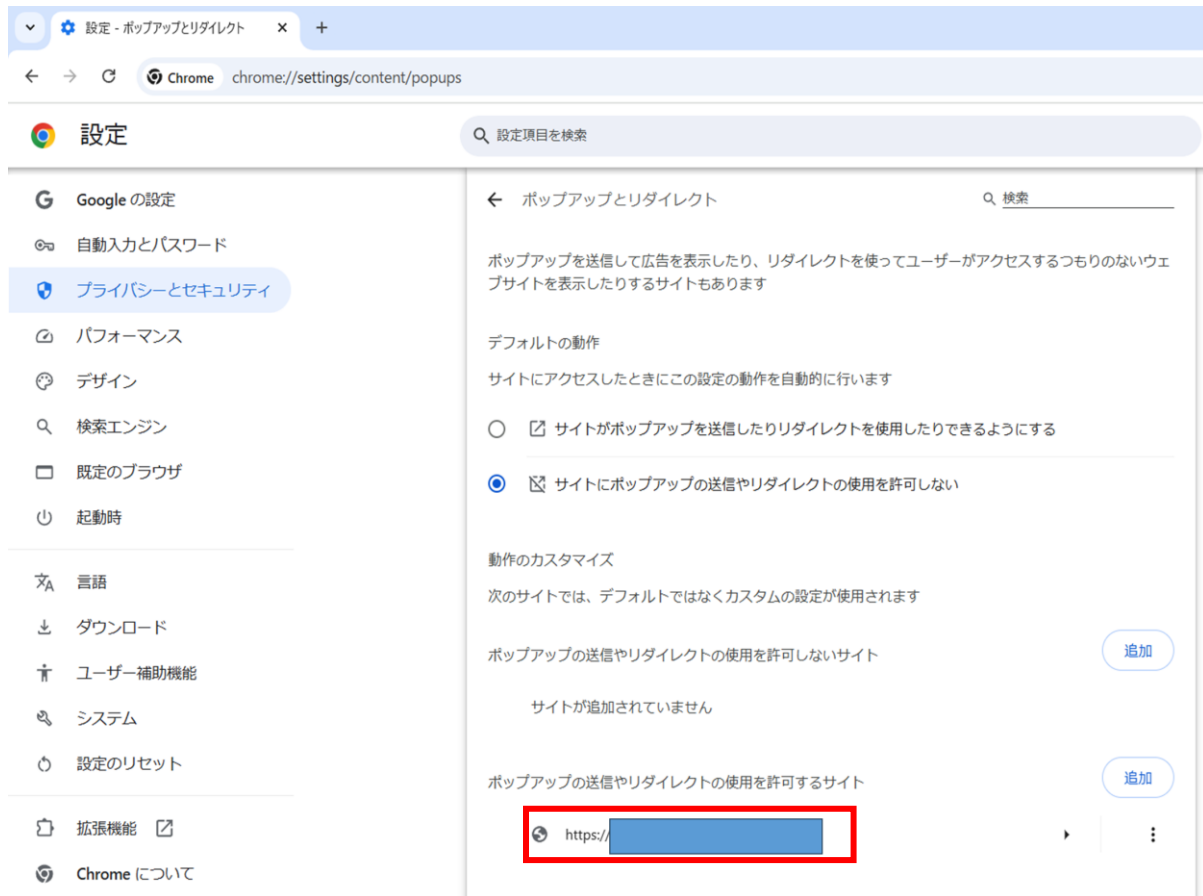 設定 - ポップアップとリダイレクト
Chrome
chrome://settings/content/popups
設定
設定項目を検索
Google の設定
自動入力とパスワード
プライバシーとセキュリティ
パフォーマンス
デザイン
検索エンジン
既定のブラウザ
起動時
言語
ダウンロード
ユーザー補助機能
システム
設定のリセット
拡張機能
Chrome について
ポップアップとリダイレクト
検索
ポップアップを送信して広告を表示したり、リダイレクトを使ってユーザーがアクセスするつもりのないウェ
ブサイトを表示したりするサイトもあります
デフォルトの動作
サイトにアクセスしたときにこの設定の動作を自動的に行います
サイトがポップアップを送信したりリダイレクトを使用したりできるようにする
サイトにポップアップの送信やリダイレクトの使用を許可しない
動作のカスタマイズ
次のサイトでは、デフォルトではなくカスタムの設定が使用されます
ポップアップの送信やリダイレクトの使用を許可しないサイト
追加
サイトが追加されていません
ポップアップの送信やリダイレクトの使用を許可するサイト
追加
https://